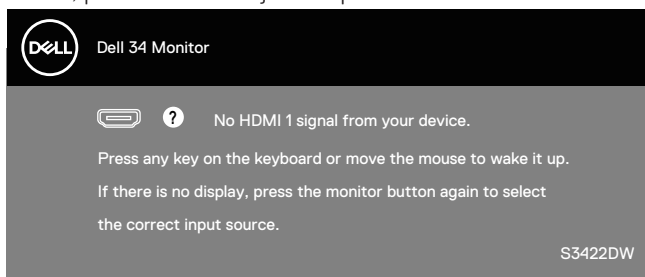 DELL
Dell 34 Monitor
? No HDMI 1 signal from your device.
Press any key on the keyboard or move the mouse to wake it up.
If there is no display, press the monitor button again to select
the correct input source.
S3422DW